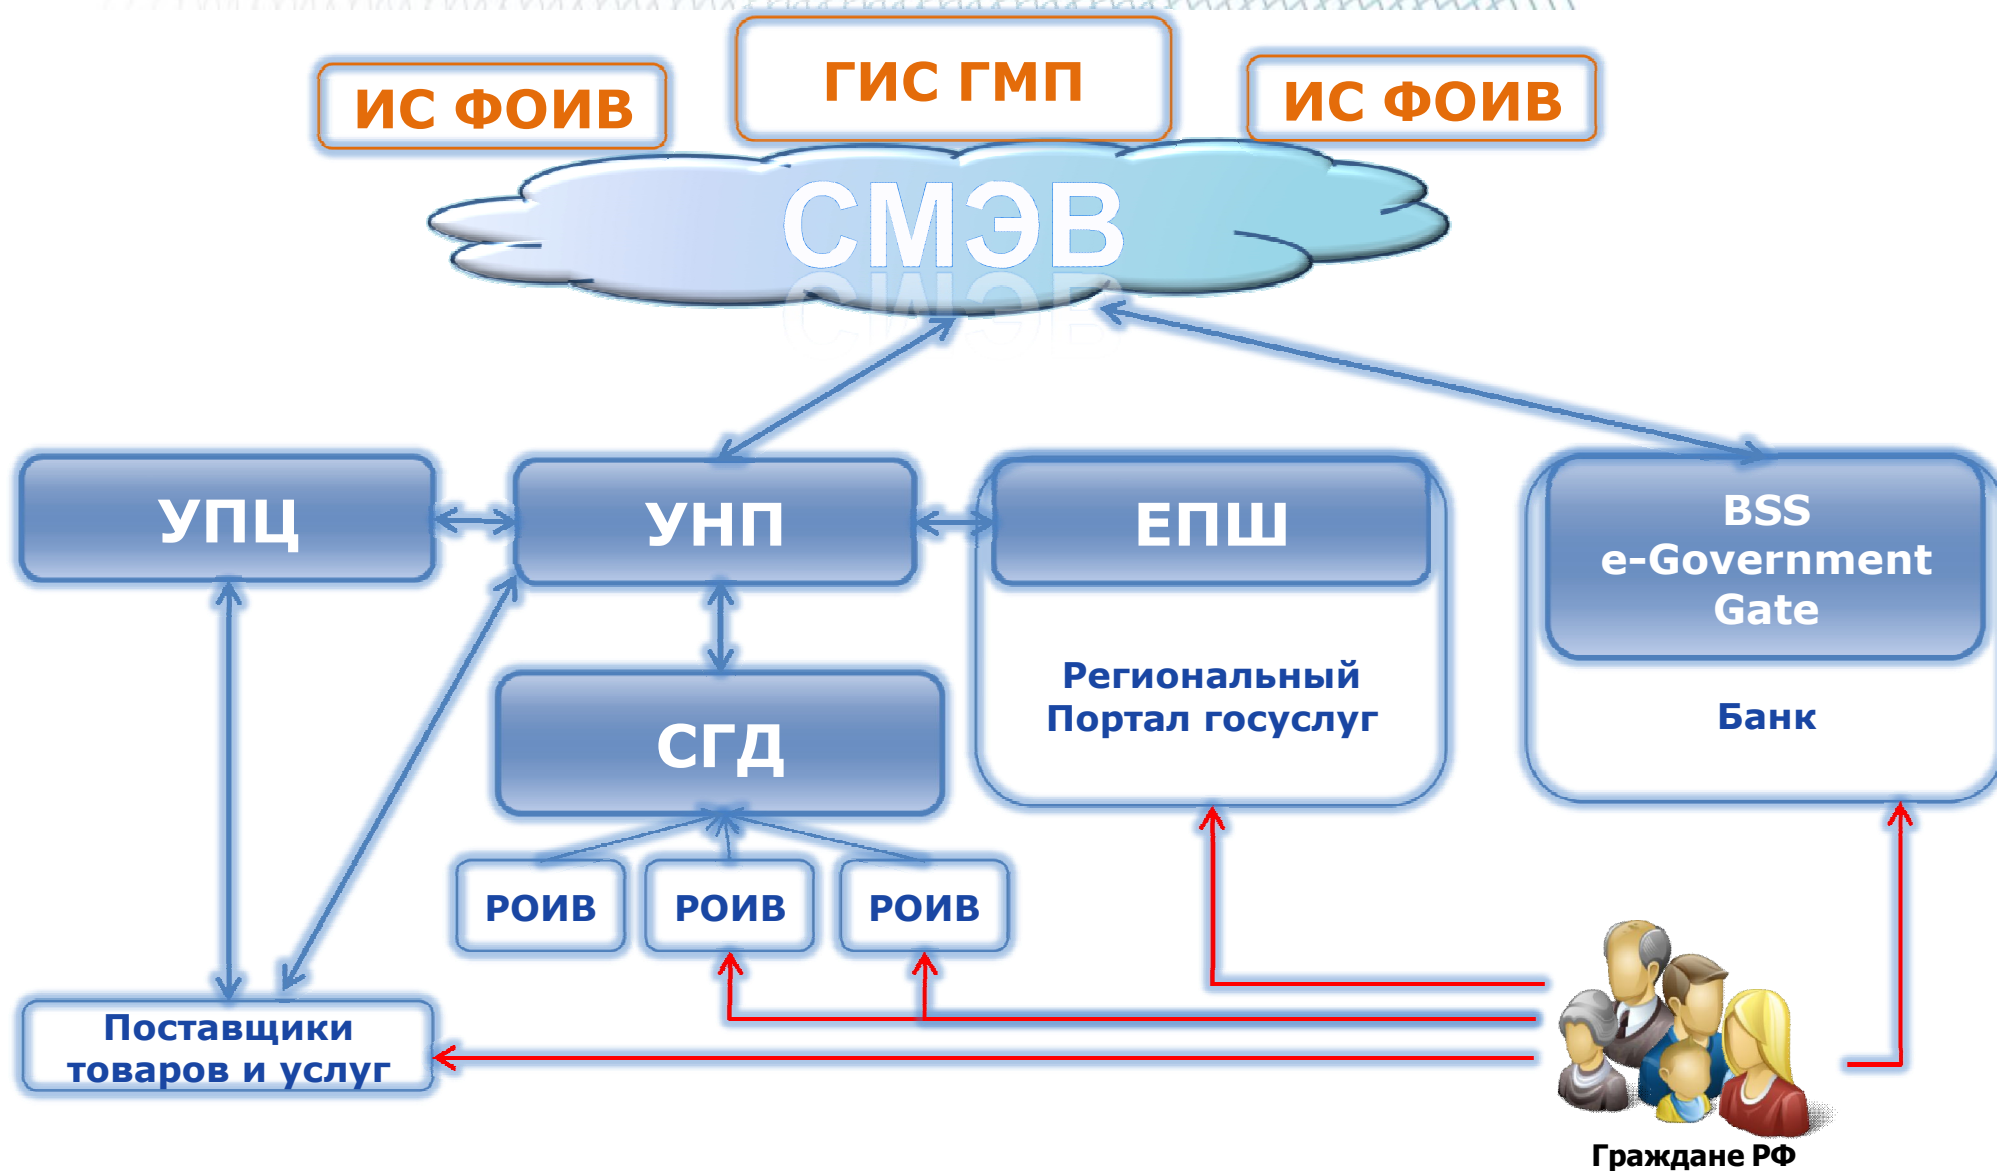 ИС ФОИВ
ГИС ГМП
ИС ФОИВ
СМЭВ
УПЦ
УНП
ЕПШ
BSS
e-Government
Gate
Региональный
Портал госуслуг
Банк
СГД
РОИВ
РОИВ
РОИВ
Поставщики
товаров и услуг
Граждане РФ